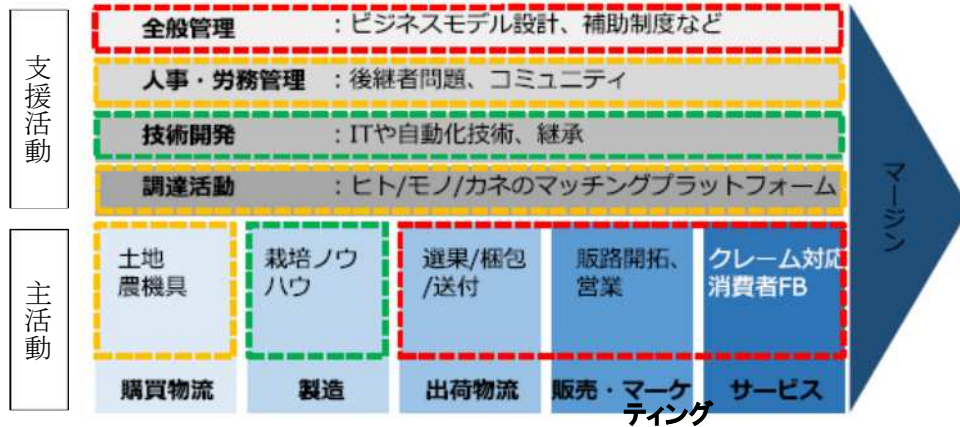 支援活動
全般管理 ：ビジネスモデル設計、補助制度など
人事・労務管理 ：後継者問題、コミュニティ
技術開発 ：ITや自動化技術、継承
調達活動 ：ヒト/モノ/カネのマッチングプラットフォーム
マージン
主活動
土地
農機具
購買物流
栽培ノウ
ハウ
製造
選果/梱包
/送付
出荷物流
販路開拓、
営業
販売・マーケ
ティング
クレーム対応
消費者FB
サービス